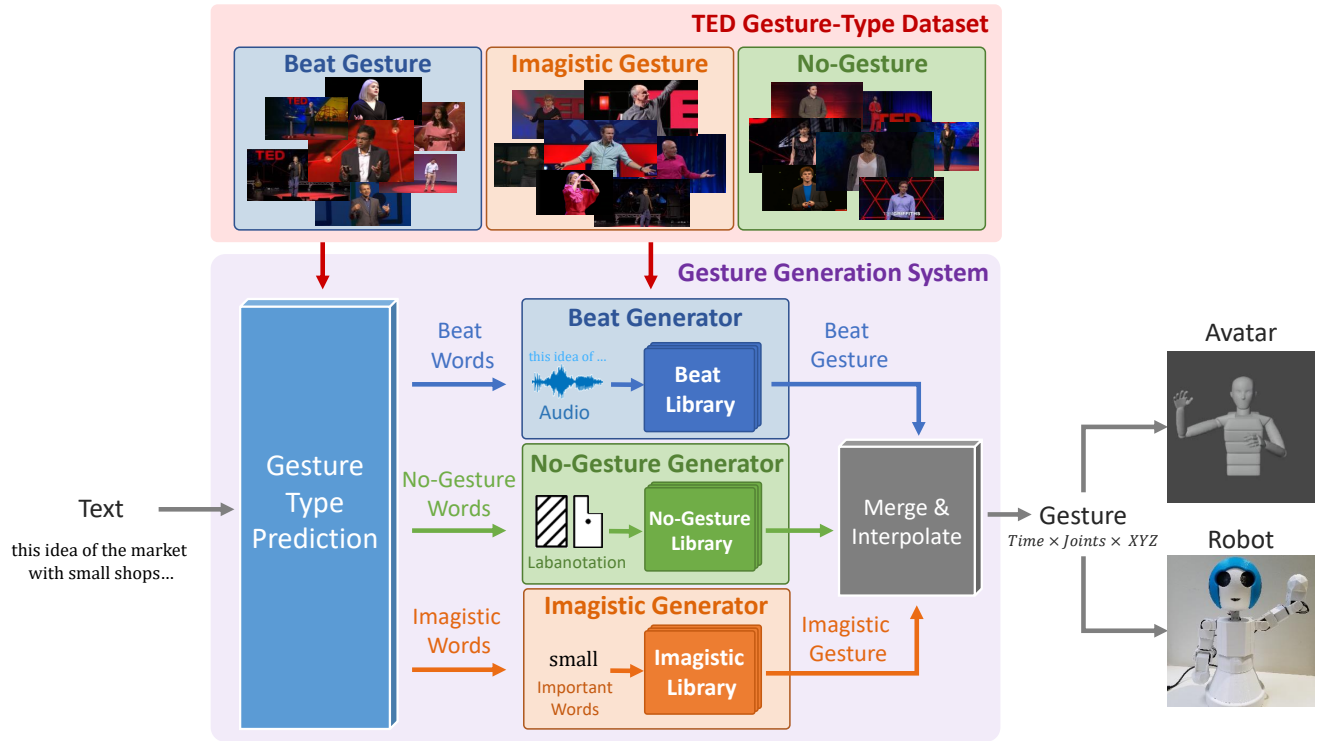 TED Gesture-Type Dataset
Beat Gesture
Imagistic Gesture
No-Gesture
TED
TED
TED
Gesture Generation System
Text
this idea of the market
with small shops…
Gesture
Type
Prediction
Beat
Words
No-Gesture
Words
Imagistic
Words
Beat Generator
this idea of ...
Audio
Beat
Library
No-Gesture Generator
Labanotation
No-Gesture
Library
Imagistic Generator
small
Important
Words
Imagistic
Library
Beat
Gesture
Imagistic
Gesture
Merge &
Interpolate
Gesture
Time × Joints × XYZ
Avatar
Robot